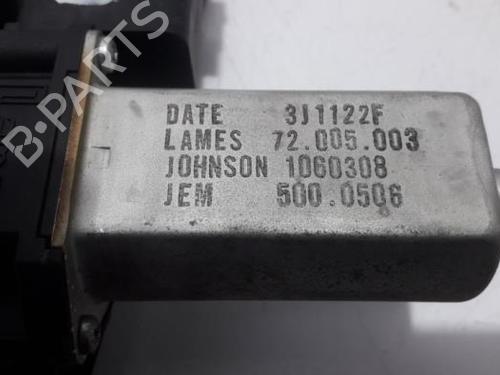 B-PARTS
DATE 3J1122F
LAMES 72.005.003
JOHNSON 1060308
JEM 500.0506